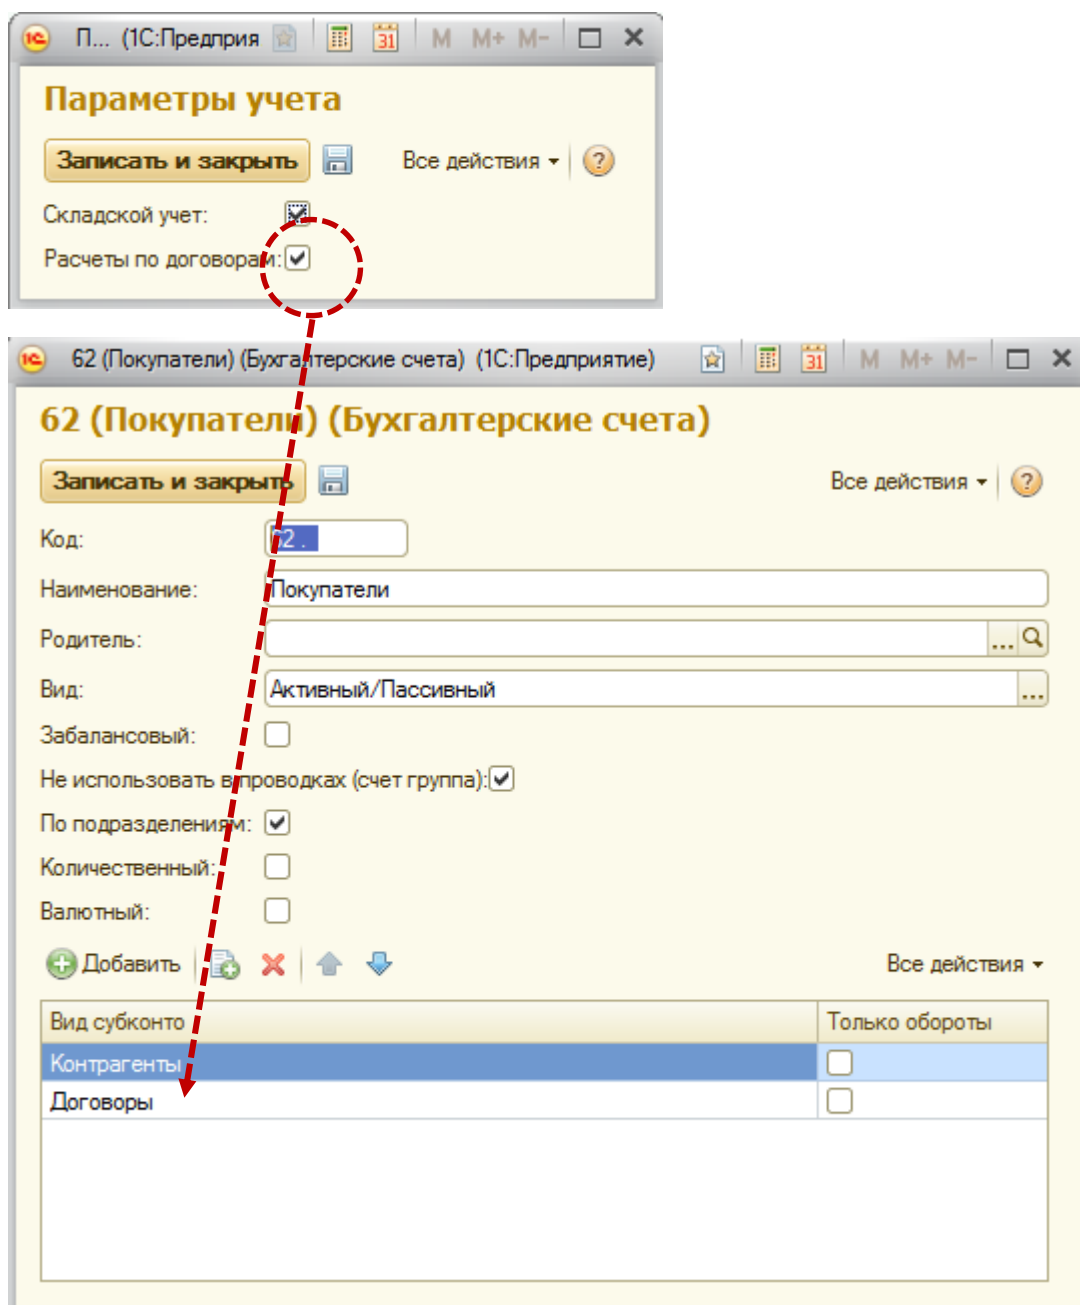 П... (1С:Предприя
31
M M+ M-
Параметры учета
Записать и закрыть
Все действия
?
Складской учет:
Расчеты по договорам:
62 (Покупатели) (Бухгалтерские счета) (1С:Предприятие)
31
M M+ M-
62 (Покупатели) (Бухгалтерские счета)
Записать и закрыть
Все действия
?
Код:
62 .
Наименование:
Покупатели
Родитель:
...
Вид:
Активный/Пассивный
...
Забалансовый:
Не использовать в проводках (счет группа):
По подразделениям:
Количественный:
Валютный:
Добавить
Все действия
Вид субконто
Только обороты
Контрагенты
Договоры